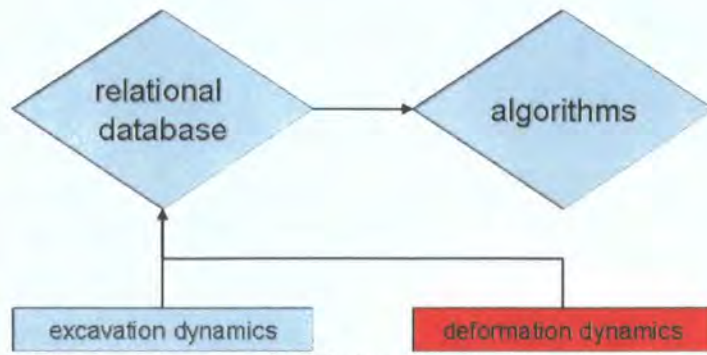 relational
database
algorithms
excavation dynamics
deformation dynamics